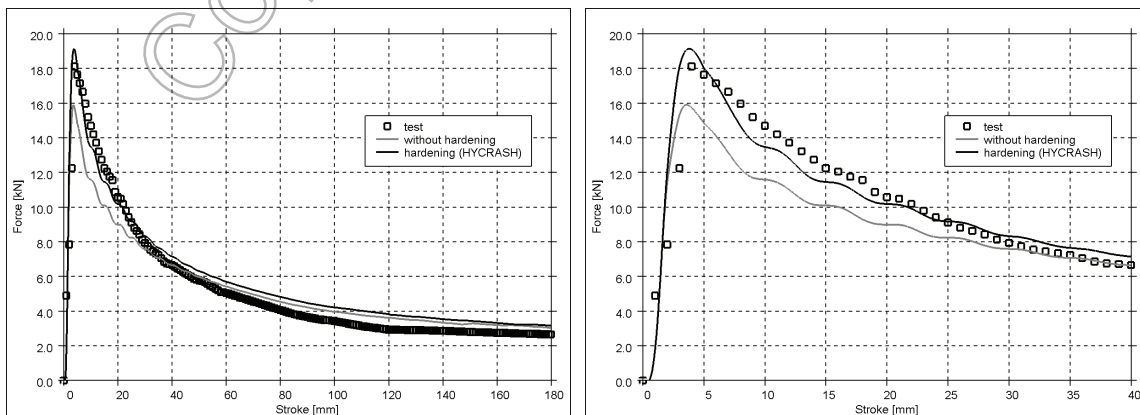 Co
20.0
18.0
16.0
14.0
12.0
10.0
8.0
6.0
4.0
2.0
0.0
Force [kN]
test
without hardening
hardening (HYCRASH)
0 20 40 60 80 100 120 140 160 180
Stroke [mm]
20.0
18.0
16.0
14.0
12.0
10.0
8.0
6.0
4.0
2.0
0.0
Force [kN]
test
without hardening
hardening (HYCRASH)
0 5 10 15 20 25 30 35 40
Stroke [mm]